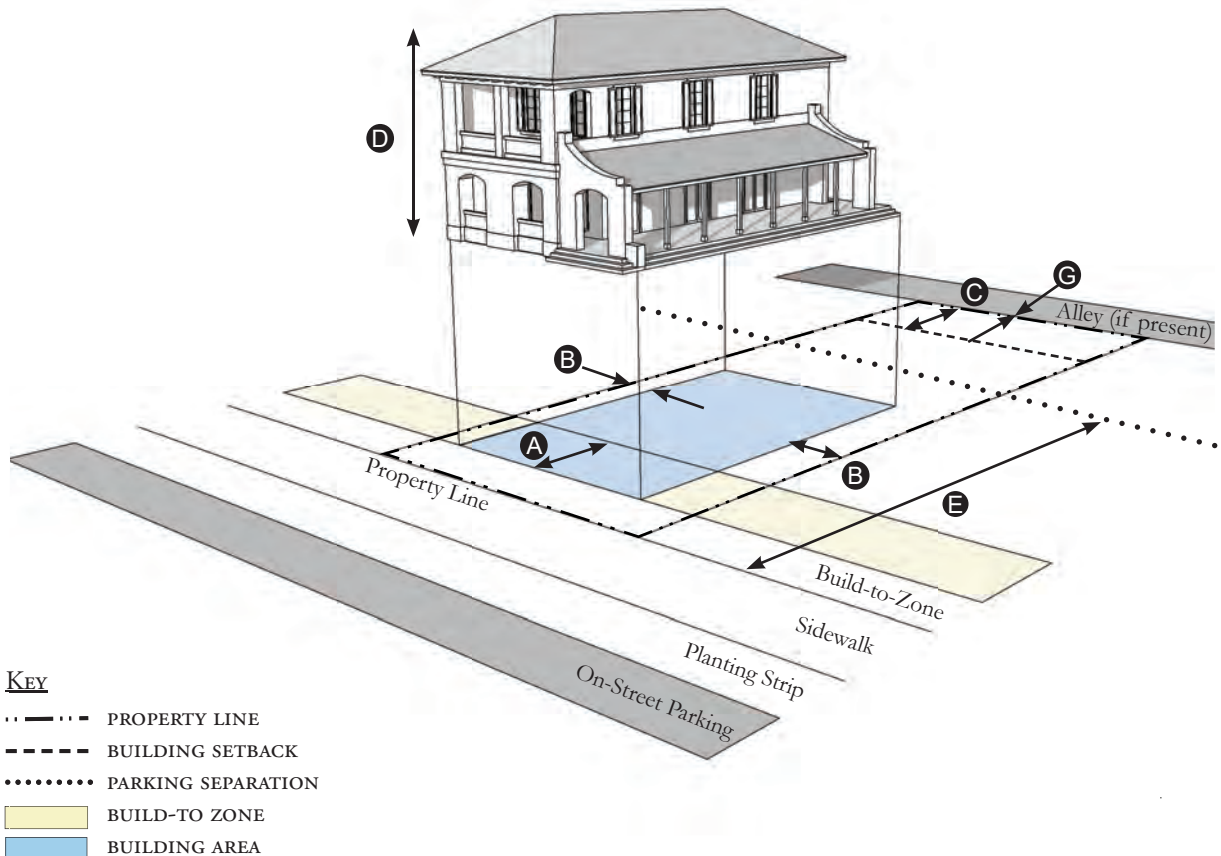 D
C
G
Alley (if present)
B
A
Property Line
B
E
Build-to-Zone
Sidewalk
Planting Strip
On-Street Parking
KEY
PROPERTY LINE
BUILDING SETBACK
PARKING SEPARATION
BUILD-TO ZONE
BUILDING AREA